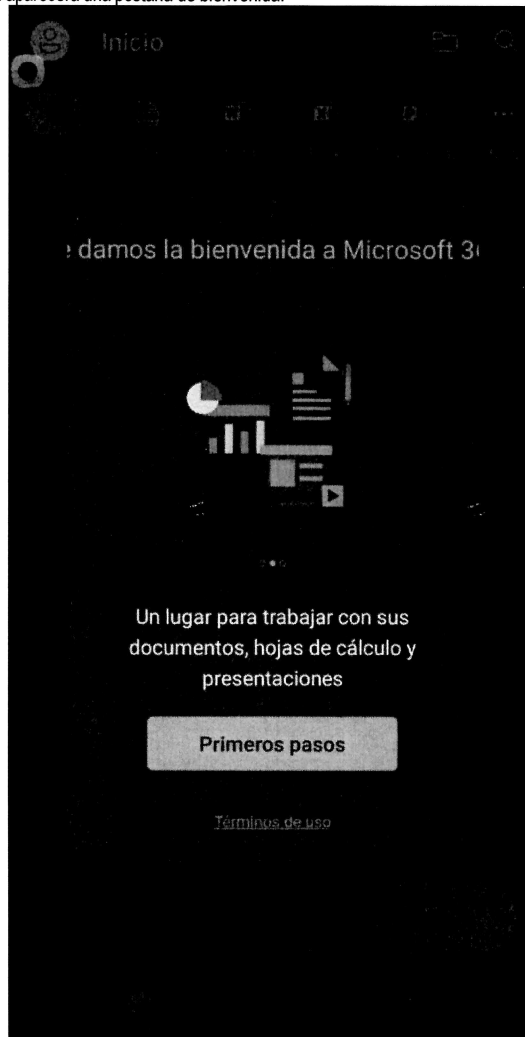 aparecerá una pestaña de bienvenida.
Inicio
e damos la bienvenida a Microsoft 36
Un lugar para trabajar con sus
documentos, hojas de cálculo y
presentaciones
Primeros pasos
Términos de uso